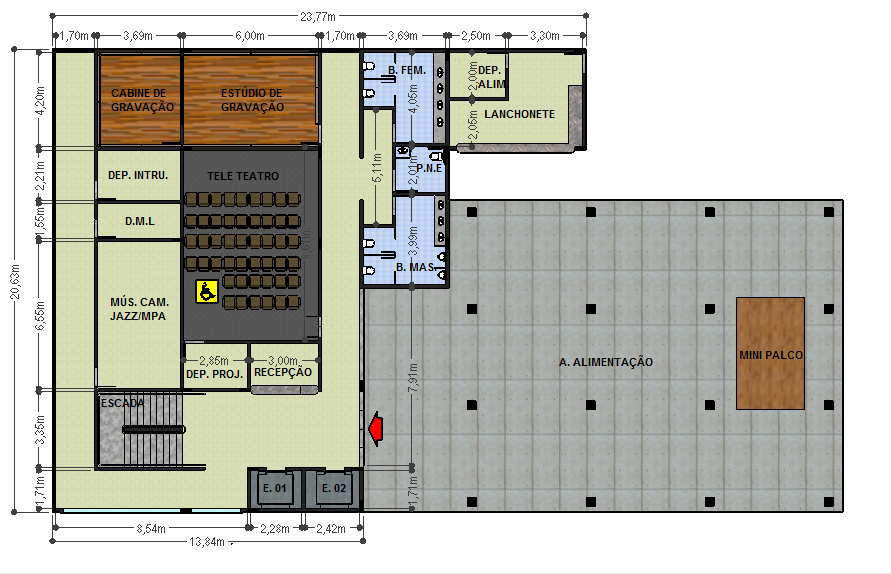 23,77m
1,70m
3,69m
6,00m
1,70m
3,69m
2,50m
3,30m
B. FEM.
DEP.
ALIM
2,00m
CABINE DE
GRAVAÇÃO
ESTÚDIO DE
GRAVAÇÃO
4,20m
4,05m
LANCHONETE
2,05m
DEP. INTRU.
TELE TEATRO
2,21m
5,11m
2,01m
P.N.E
D.M.L
1,55m
3,99m
B. MAS.
20,63m
MÚS. CAM.
JAZZ/MPA
6,55m
2,85m
3,00m
DEP. PROJ.
RECEPÇÃO
A. ALIMENTAÇÃO
MINI PALCO
7,91m
ESCADA
3,35m
E. 01
E. 02
1,71m
1,71m
8,54m
2,28m
2,42m
13,84m